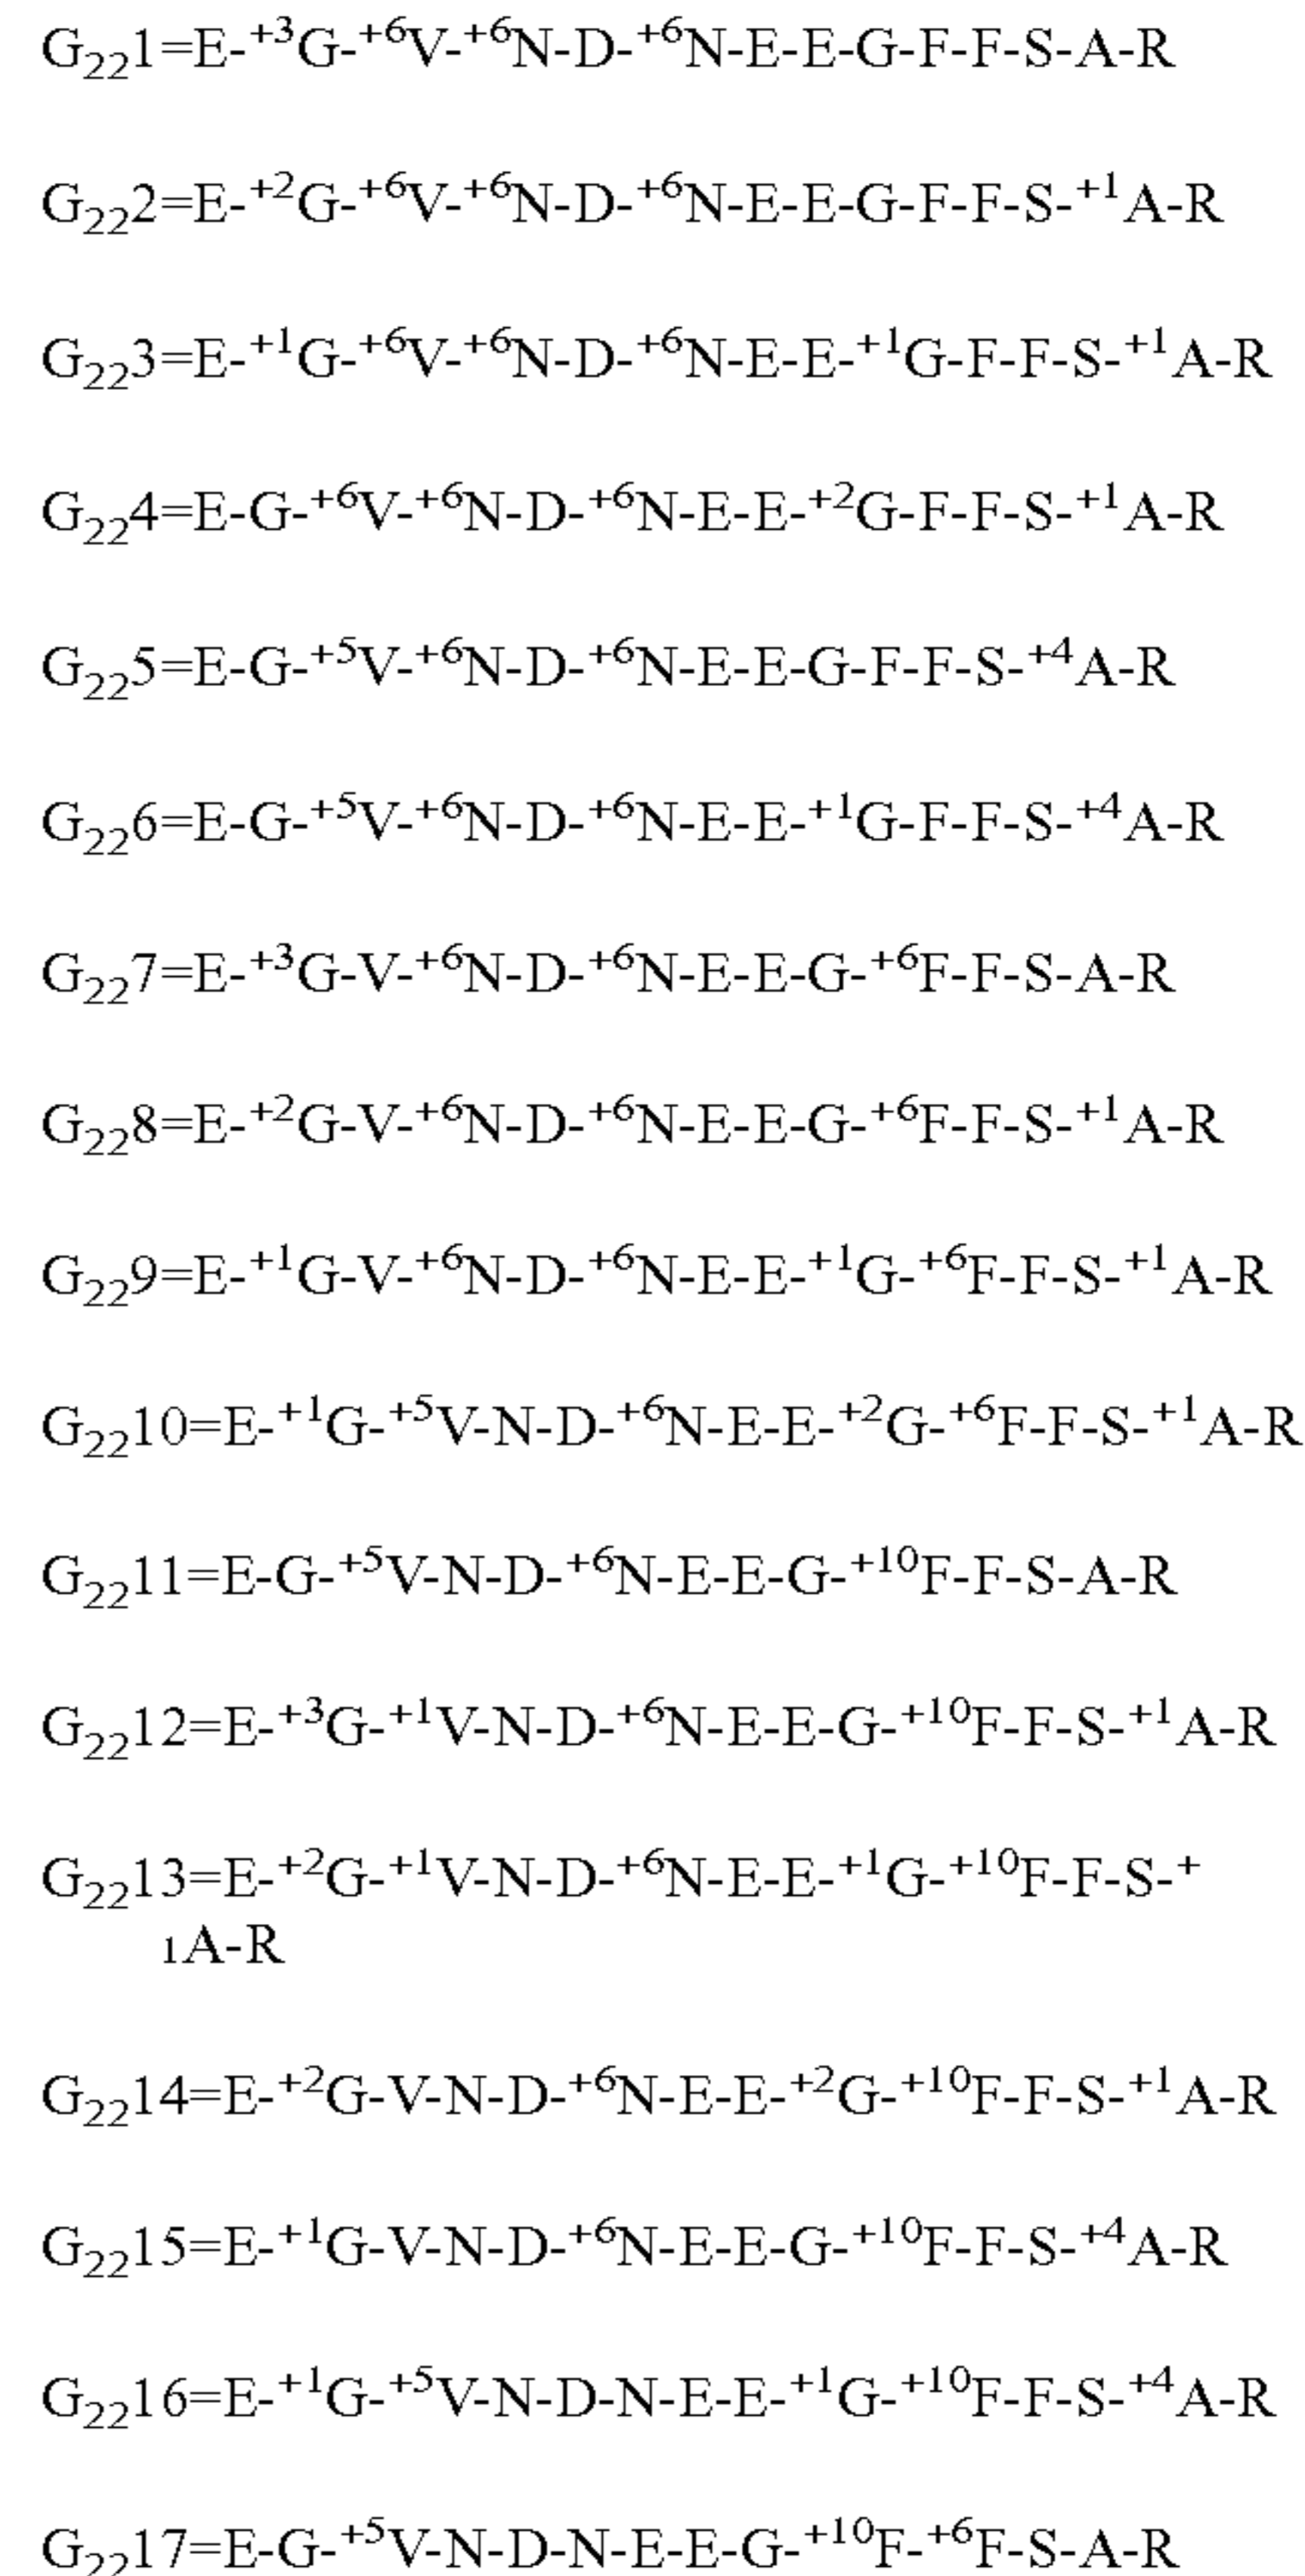 G₂₂1=E-⁺³G-⁺⁶V-⁺⁶N-D-⁺⁶N-E-E-G-F-F-S-A-R
G₂₂2=E-⁺²G-⁺⁶V-⁺⁶N-D-⁺⁶N-E-E-G-F-F-S-⁺¹A-R
G₂₂3=E-⁺¹G-⁺⁶V-⁺⁶N-D-⁺⁶N-E-E-⁺¹G-F-F-S-⁺¹A-R
G₂₂4=E-G-⁺⁶V-⁺⁶N-D-⁺⁶N-E-E-⁺²G-F-F-S-⁺¹A-R
G₂₂5=E-G-⁺⁵V-⁺⁶N-D-⁺⁶N-E-E-G-F-F-S-⁺⁴A-R
G₂₂6=E-G-⁺⁵V-⁺⁶N-D-⁺⁶N-E-E-⁺¹G-F-F-S-⁺⁴A-R
G₂₂7=E-⁺³G-V-⁺⁶N-D-⁺⁶N-E-E-G-⁺⁶F-F-S-A-R
G₂₂8=E-⁺²G-V-⁺⁶N-D-⁺⁶N-E-E-G-⁺⁶F-F-S-⁺¹A-R
G₂₂9=E-⁺¹G-V-⁺⁶N-D-⁺⁶N-E-E-⁺¹G-⁺⁶F-F-S-⁺¹A-R
G₂₂10=E-⁺¹G-⁺⁵V-N-D-⁺⁶N-E-E-⁺²G-⁺⁶F-F-S-⁺¹A-R
G₂₂11=E-G-⁺⁵V-N-D-⁺⁶N-E-E-G-⁺¹⁰F-F-S-A-R
G₂₂12=E-⁺³G-⁺¹V-N-D-⁺⁶N-E-E-G-⁺¹⁰F-F-S-⁺¹A-R
G₂₂13=E-⁺²G-⁺¹V-N-D-⁺⁶N-E-E-⁺¹G-⁺¹⁰F-F-S-⁺
₁A-R
G₂₂14=E-⁺²G-V-N-D-⁺⁶N-E-E-⁺²G-⁺¹⁰F-F-S-⁺¹A-R
G₂₂15=E-⁺¹G-V-N-D-⁺⁶N-E-E-G-⁺¹⁰F-F-S-⁺⁴A-R
G₂₂16=E-⁺¹G-⁺⁵V-N-D-N-E-E-⁺¹G-⁺¹⁰F-F-S-⁺⁴A-R
G₂₂17=E-G-⁺⁵V-N-D-N-E-E-G-⁺¹⁰F-⁺⁶F-S-A-R